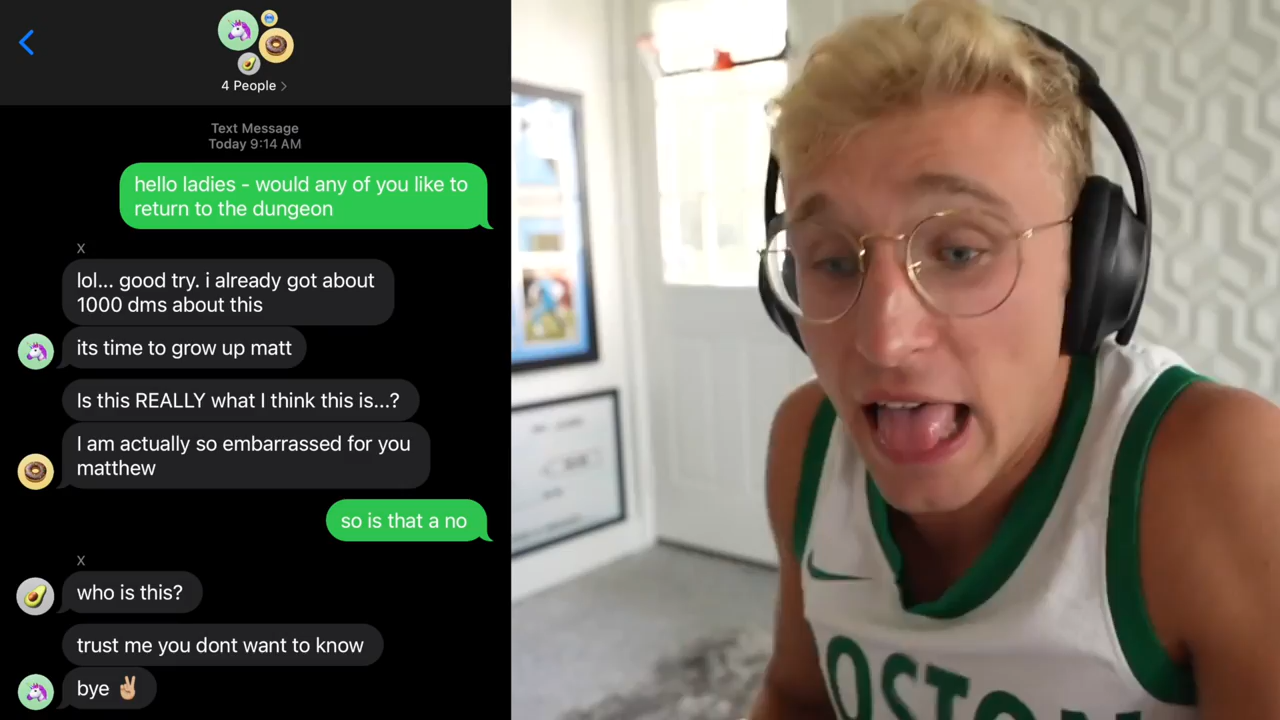 4 People >
Text Message
Today 9:14 AM
hello ladies - would any of you like to
return to the dungeon
X
lol... good try. i already got about
1000 dms about this
its time to grow up matt
Is this REALLY what I think this is...?
I am actually so embarrassed for you
matthew
so is that a no
X
who is this?
trust me you dont want to know
bye ✌🏼
BOSTON